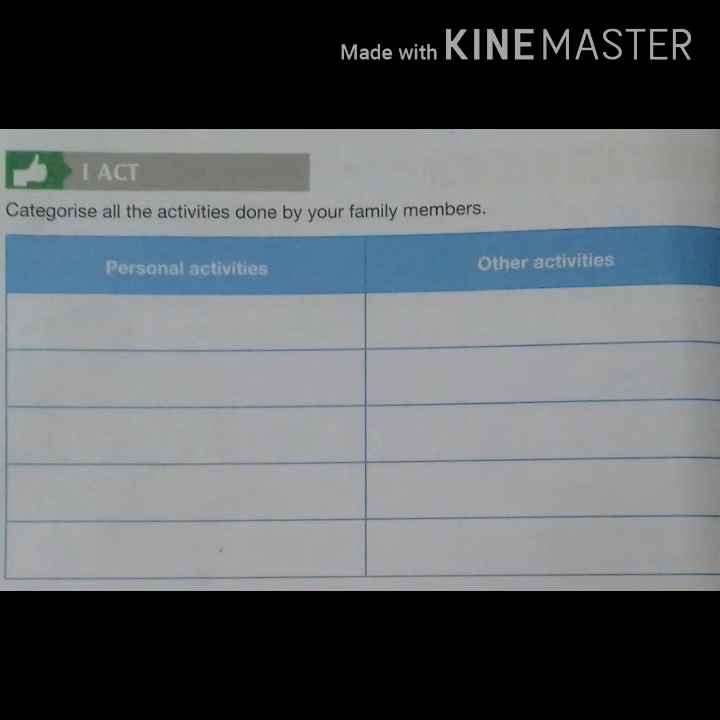 Made with KINEMASTER
I ACT
Categorise all the activities done by your family members.
Personal activities
Other activities